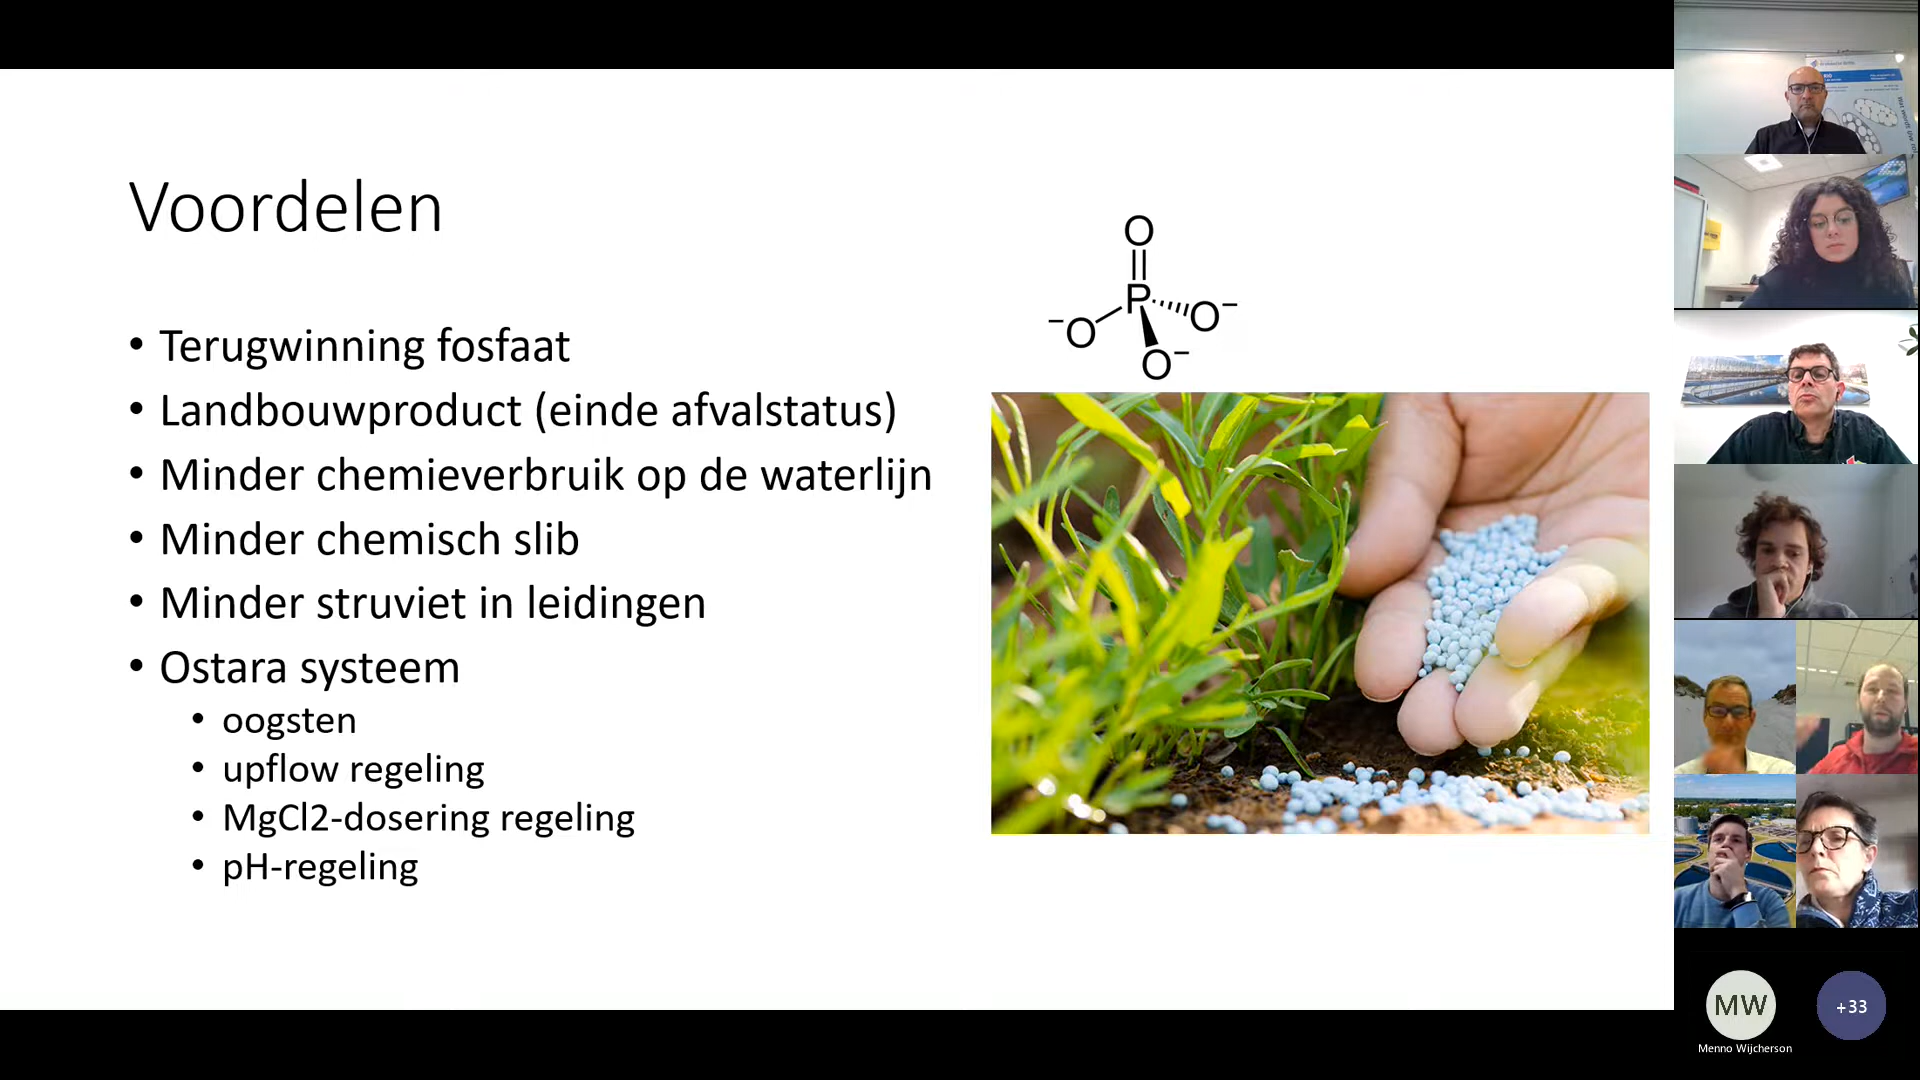 Voordelen
• Terugwinning fosfaat
• Landbouwproduct (einde afvalstatus)
• Minder chemieverbruik op de waterlijn
• Minder chemisch slib
• Minder struviet in leidingen
• Ostara systeem
• oogsten
• upflow regeling
• MgCl2-dosering regeling
• pH-regeling
O
P
⁻O
O⁻
O⁻
MW
+33
Menno Wijcherson